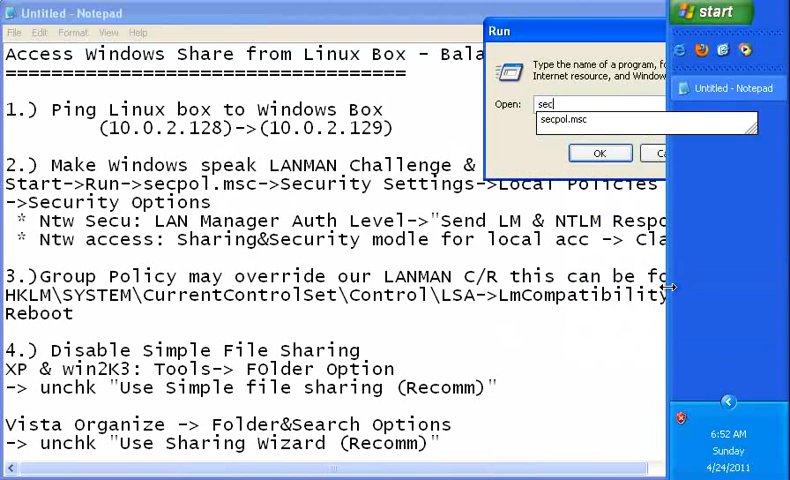 Untitled - Notepad
File Edit Format View Help
Access Windows Share from Linux Box - Bala
===================================
1.) Ping Linux box to Windows Box
(10.0.2.128)->(10.0.2.129)
2.) Make Windows speak LANMAN Challenge &
Start->Run->secpol.msc->Security Settings->Local Policies
->Security Options
* Ntw Secu: LAN Manager Auth Level->"Send LM & NTLM Respo
* Ntw access: Sharing&Security modle for local acc -> Cla
3.)Group Policy may override our LANMAN C/R this can be fo
HKLM\SYSTEM\CurrentControlSet\Control\LSA->LmCompatibility
Reboot
4.) Disable Simple File Sharing
XP & win2K3: Tools-> FOlder Option
-> unchk "Use Simple file sharing (Recomm)"
Vista Organize -> Folder&Search Options
-> unchk "Use Sharing Wizard (Recomm)"
Run
Type the name of a program, fo
Internet resource, and Window
Open: sec
secpol.msc
OK Ca
start
Untitled - Notepad
6:52 AM
Sunday
4/24/2011